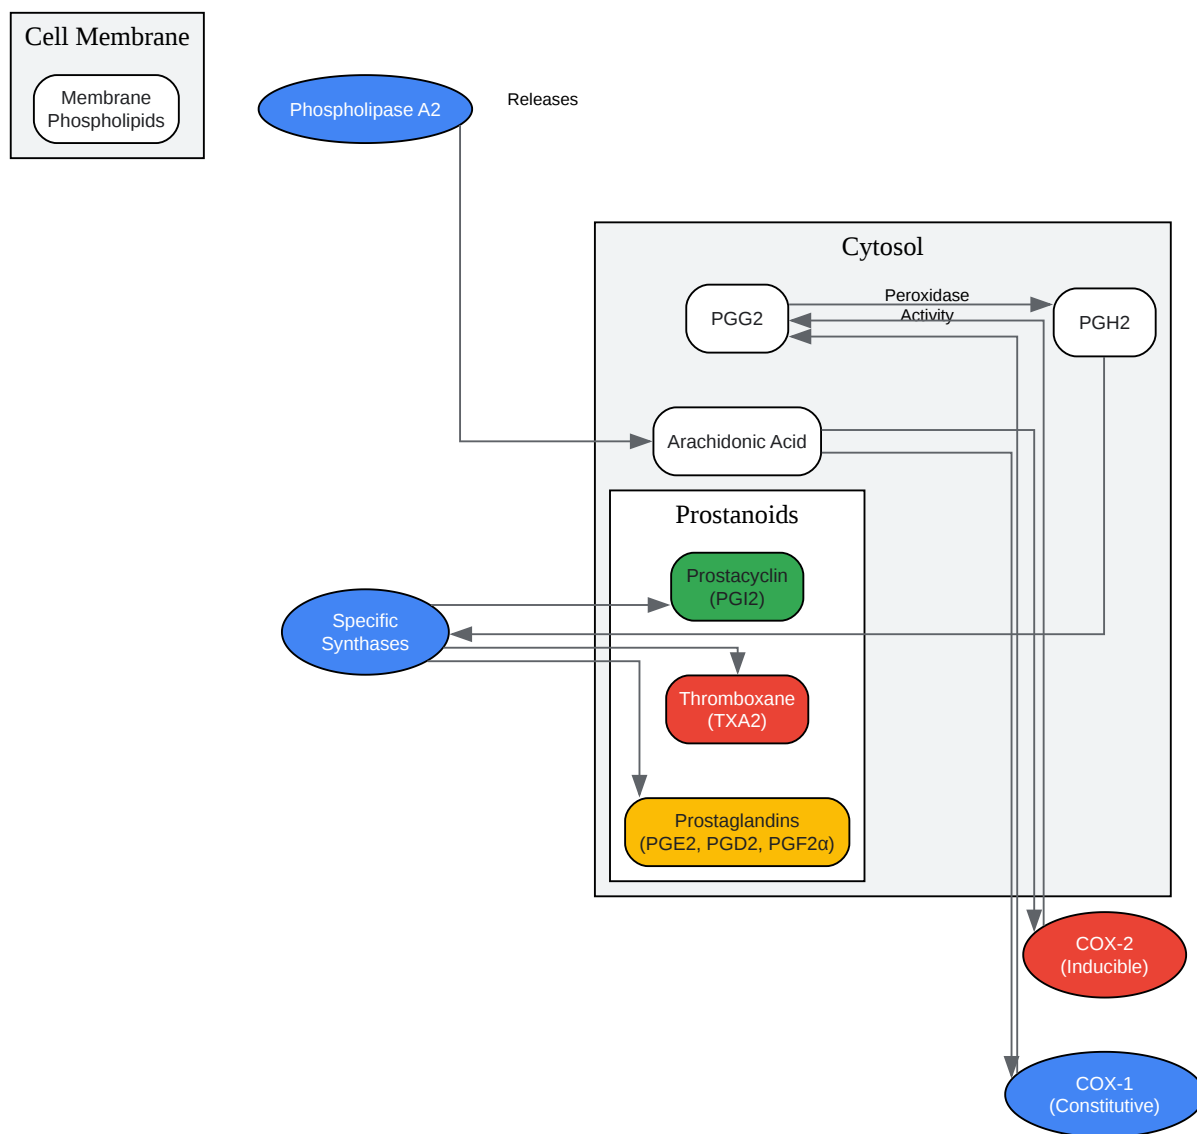 Cell Membrane
Membrane
Phospholipids
Phospholipase A2
Releases
Cytosol
PGG2
Peroxidase
Activity
PGH2
Arachidonic Acid
Prostanoids
Prostacyclin
(PGI2)
Specific
Synthases
Thromboxane
(TXA2)
Prostaglandins
(PGE2, PGD2, PGF2α)
COX-2
(Inducible)
COX-1
(Constitutive)